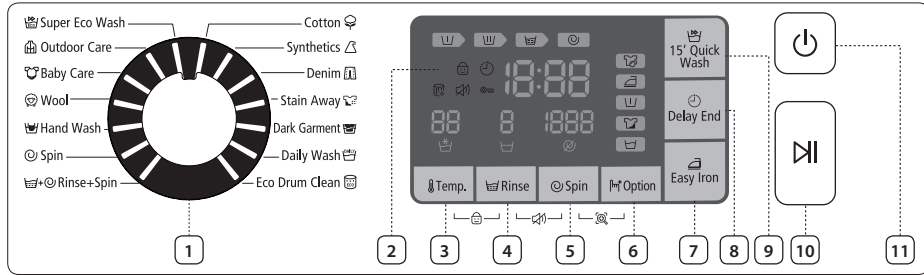 Super Eco Wash
Outdoor Care
Baby Care
Wool
Hand Wash
Spin
+ Rinse+Spin
Cotton
Synthetics
Denim
Stain Away
Dark Garment
Daily Wash
Eco Drum Clean
18:88
88 8 1888
Temp. Rinse Spin Option
15' Quick
Wash
Delay End
Easy Iron
1 2 3 4 5 6 7 8 9 10 11